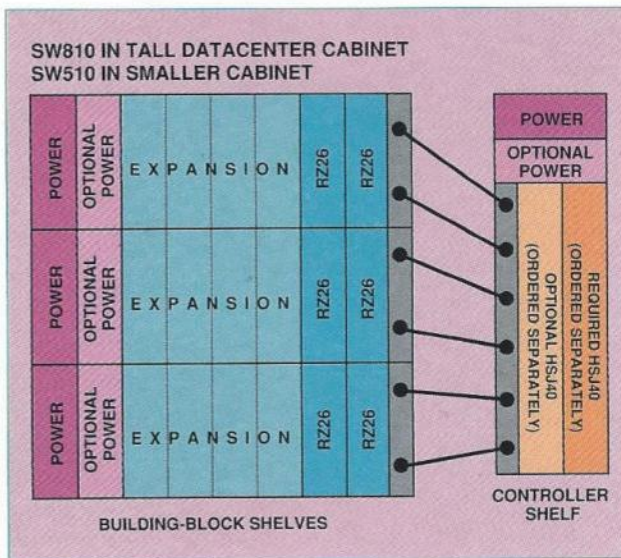 SW810 IN TALL DATACENTER CABINET
SW510 IN SMALLER CABINET
POWER
OPTIONAL
POWER
EXPANSION
RZ26
RZ26
POWER
OPTIONAL
POWER
EXPANSION
RZ26
RZ26
POWER
OPTIONAL
POWER
EXPANSION
RZ26
RZ26
BUILDING-BLOCK SHELVES
POWER
OPTIONAL
POWER
OPTIONAL HSJ40
(ORDERED SEPARATELY)
REQUIRED HSJ40
(ORDERED SEPARATELY)
CONTROLLER
SHELF